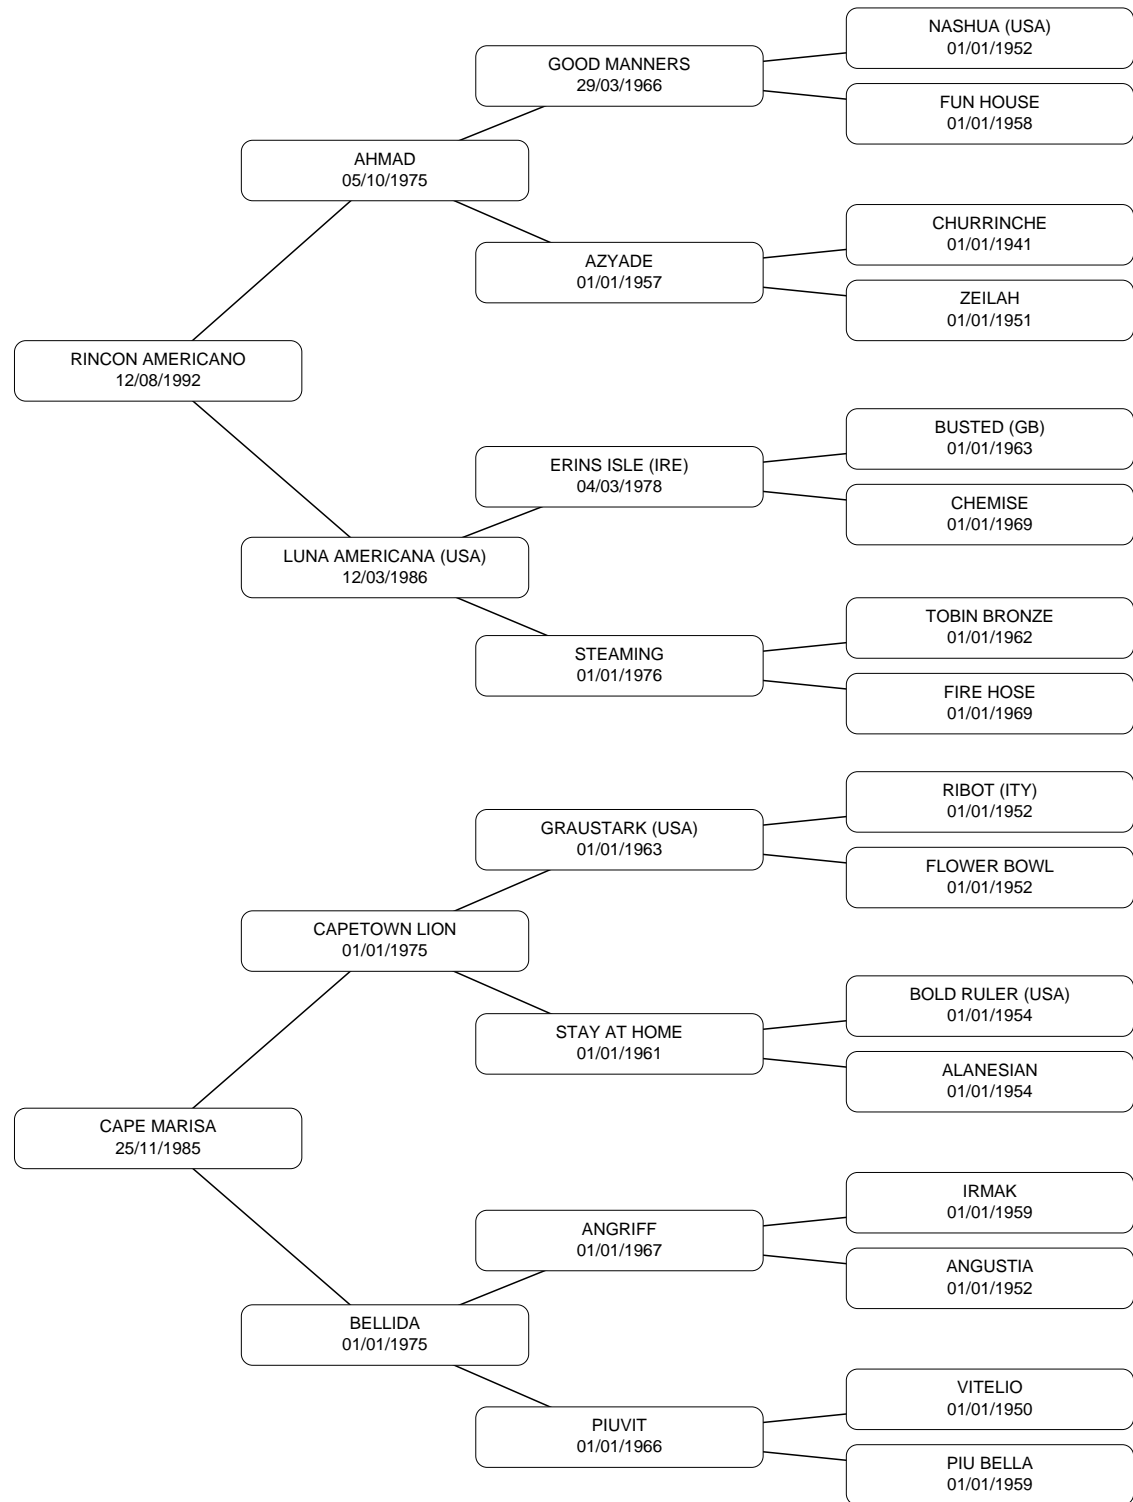 NASHUA (USA)
01/01/1952
GOOD MANNERS
29/03/1966
FUN HOUSE
01/01/1958
AHMAD
05/10/1975
CHURRINCHE
01/01/1941
AZYADE
01/01/1957
ZEILAH
01/01/1951
RINCON AMERICANO
12/08/1992
BUSTED (GB)
01/01/1963
ERINS ISLE (IRE)
04/03/1978
CHEMISE
01/01/1969
LUNA AMERICANA (USA)
12/03/1986
TOBIN BRONZE
01/01/1962
STEAMING
01/01/1976
FIRE HOSE
01/01/1969
RIBOT (ITY)
01/01/1952
GRAUSTARK (USA)
01/01/1963
FLOWER BOWL
01/01/1952
CAPETOWN LION
01/01/1975
BOLD RULER (USA)
01/01/1954
STAY AT HOME
01/01/1961
ALANESIAN
01/01/1954
CAPE MARISA
25/11/1985
IRMAK
01/01/1959
ANGRIFF
01/01/1967
ANGUSTIA
01/01/1952
BELLIDA
01/01/1975
VITELIO
01/01/1950
PIUVIT
01/01/1966
PIU BELLA
01/01/1959